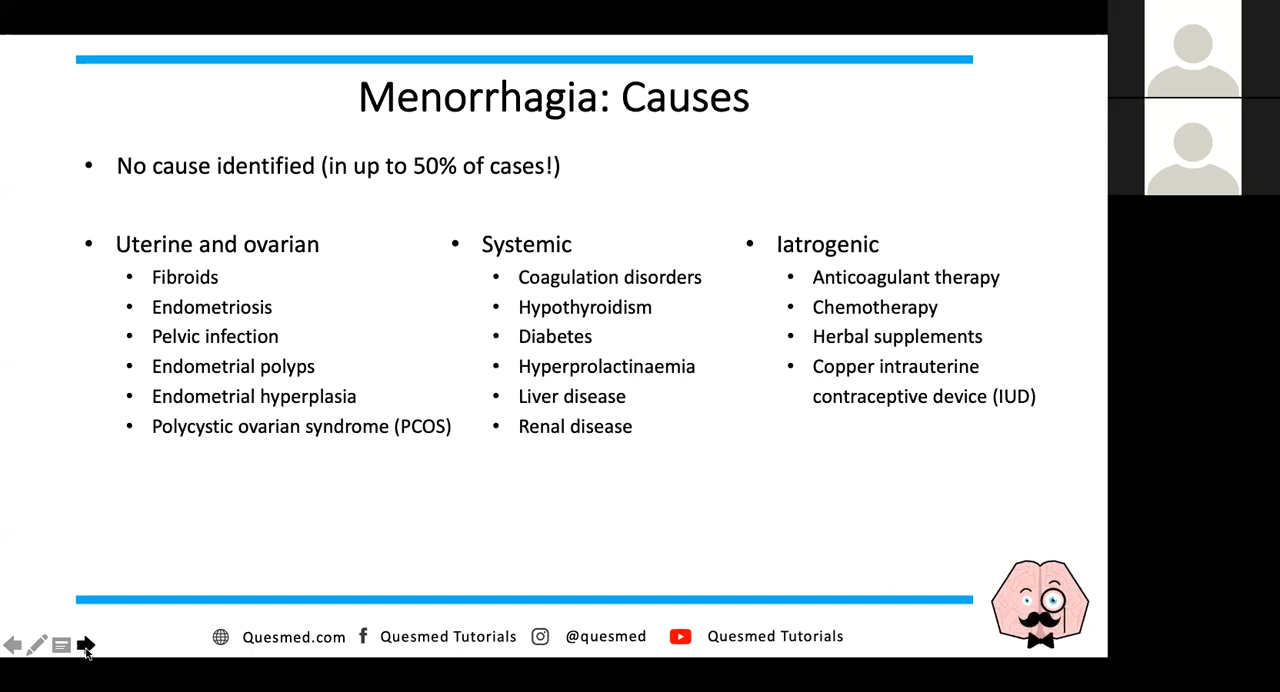 Menorrhagia: Causes
• No cause identified (in up to 50% of cases!)
• Uterine and ovarian
• Fibroids
• Endometriosis
• Pelvic infection
• Endometrial polyps
• Endometrial hyperplasia
• Polycystic ovarian syndrome (PCOS)
• Systemic
• Coagulation disorders
• Hypothyroidism
• Diabetes
• Hyperprolactinaemia
• Liver disease
• Renal disease
• Iatrogenic
• Anticoagulant therapy
• Chemotherapy
• Herbal supplements
• Copper intrauterine
contraceptive device (IUD)
Quesmed.com Quesmed Tutorials @quesmed Quesmed Tutorials